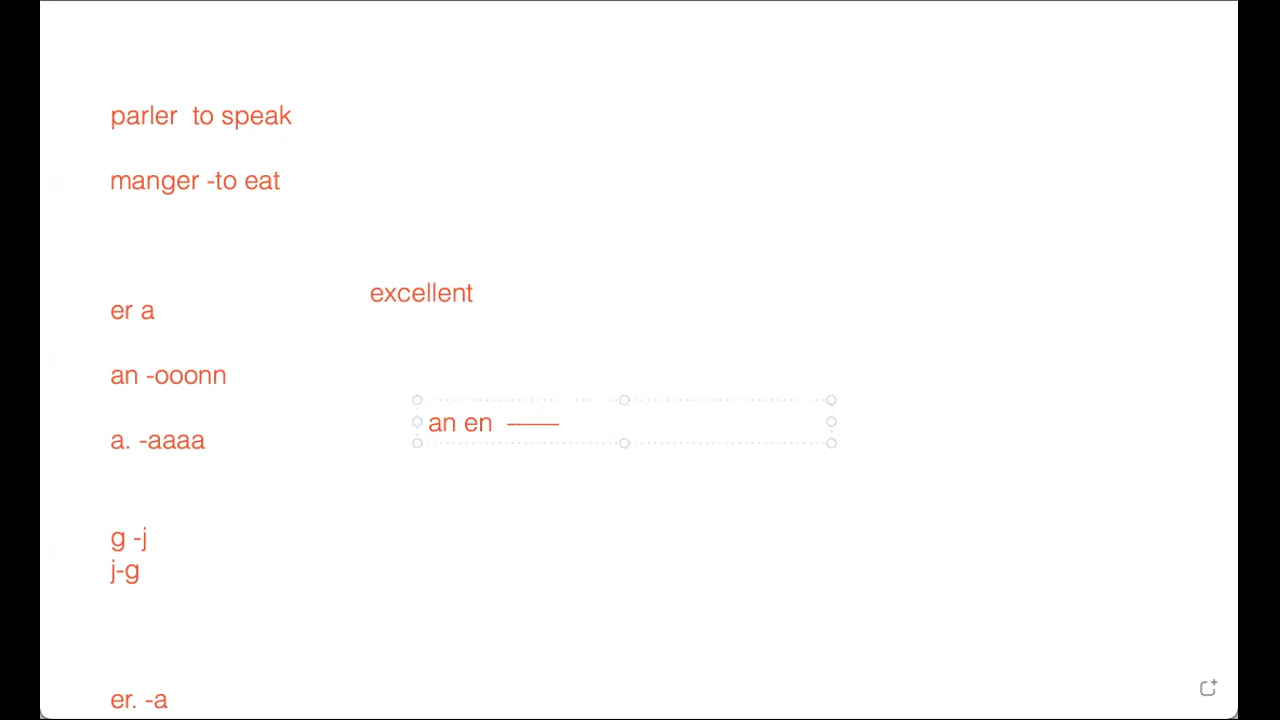 parler  to speak
manger -to eat
excellent
er a
an -ooonn
an en  ——
a. -aaaa
g -j
j-g
er. -a